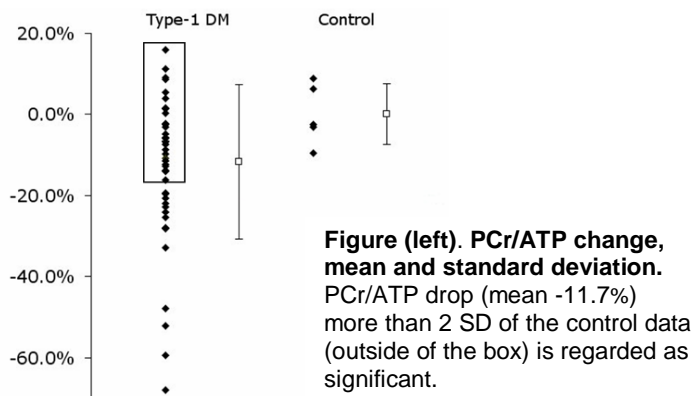 Type-1 DM Control
20.0%
0.0%
-20.0%
-40.0%
-60.0%
Figure (left). PCr/ATP change,
mean and standard deviation.
PCr/ATP drop (mean -11.7%)
more than 2 SD of the control data
(outside of the box) is regarded as
significant.